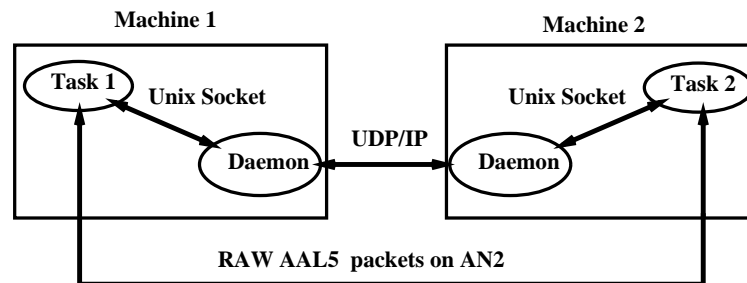 Machine 1
Machine 2
Task 1
Task 2
Unix Socket
Unix Socket
UDP/IP
Daemon
Daemon
RAW AAL5 packets on AN2